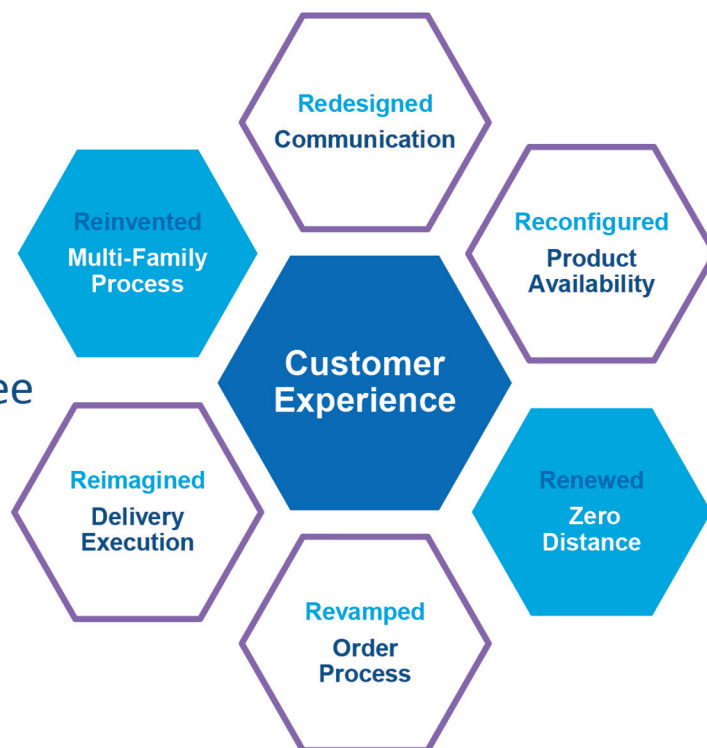 Redesigned
Communication
Reinvented
Multi-Family
Process
Reconfigured
Product
Availability
Customer
Experience
ee
Reimagined
Delivery
Execution
Renewed
Zero
Distance
Revamped
Order
Process